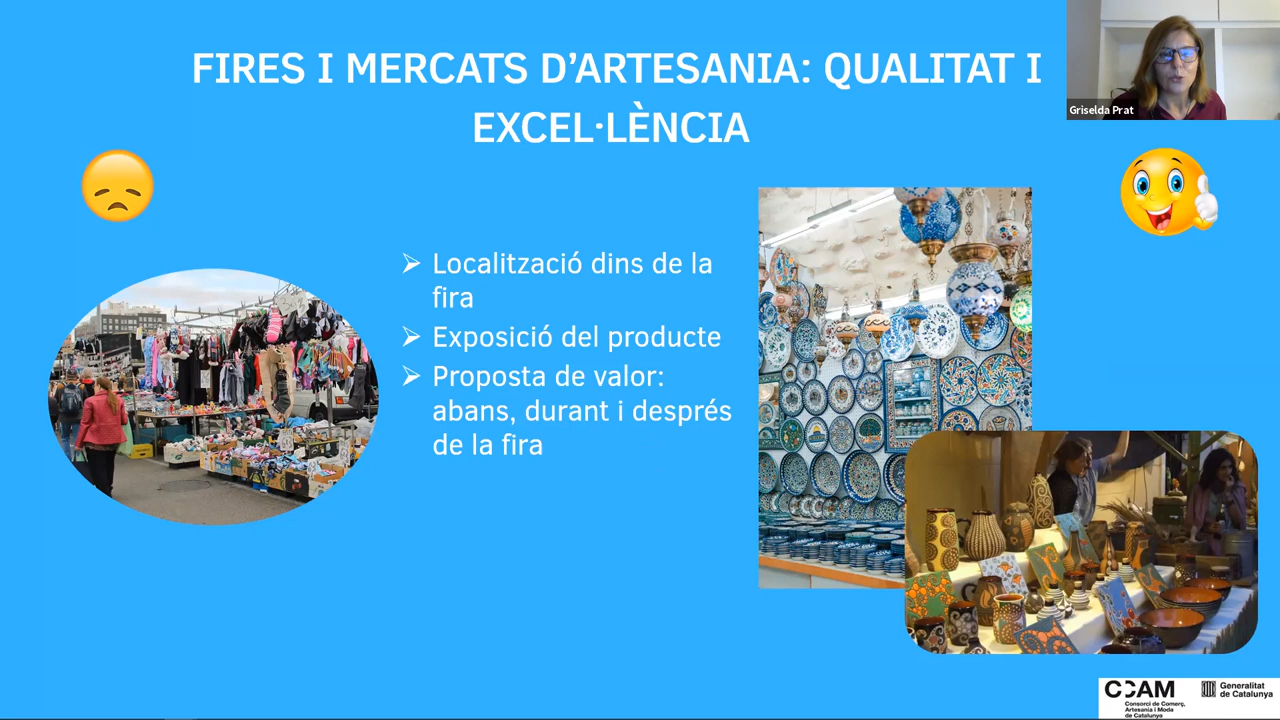 FIRES I MERCATS D’ARTESANIA: QUALITAT I
EXCEL·LÈNCIA
Griselda Prat
➢ Localització dins de la
fira
➢ Exposició del producte
➢ Proposta de valor:
abans, durant i després
de la fira
CCAM
Consorci de Comerç,
Artesania i Moda
de Catalunya
Generalitat
de Catalunya